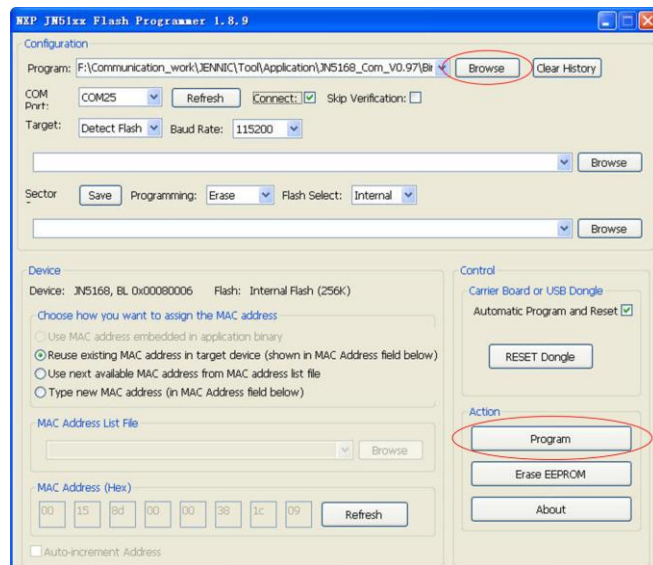 NXP JN51xx Flash Programmer 1.8.9
Configuration
Program: F:\Communication_work\JENNIC\Tool\Application\JN5168_Com_V0.97\Bir Browse Clear History
COM Port: COM25 Refresh Connect: Skip Verification:
Target: Detect Flash Baud Rate: 115200
Browse
Sector Save Programming: Erase Flash Select: Internal
Browse
Device
Device: JN5168, BL 0x00080006 Flash: Internal Flash (256K)
Choose how you want to assign the MAC address
Use MAC address embedded in application binary
Reuse existing MAC address in target device (shown in MAC Address field below)
Use next available MAC address from MAC address list file
Type new MAC address (in MAC Address field below)
MAC Address List File
Browse
MAC Address (Hex)
00 15 8d 00 00 38 1c 09 Refresh
Auto-increment Address
Control
Carrier Board or USB Dongle
Automatic Program and Reset
RESET Dongle
Action
Program
Erase EEPROM
About